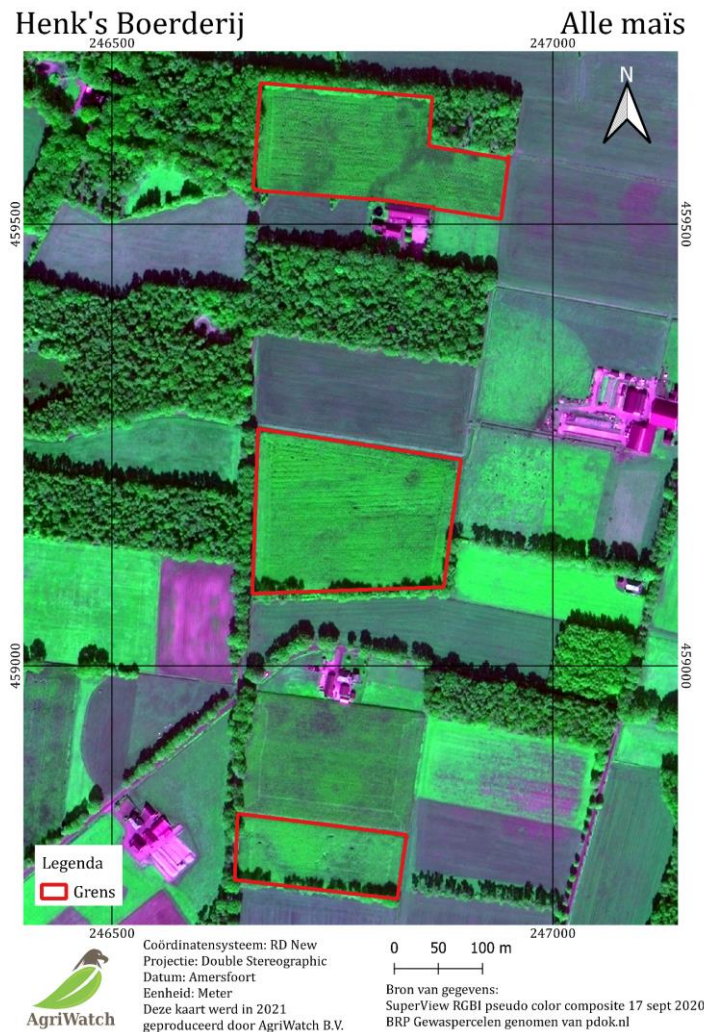 Henk's Boerderij
Alle maïs
246500
247000
N
459500
459500
459000
459000
Legenda
Grens
246500
247000
AgriWatch
Coördinatensysteem: RD New
Projectie: Double Stereographic
Datum: Amersfoort
Eenheid: Meter
Deze kaart werd in 2021
geproduceerd door AgriWatch B.V.
0 50 100 m
Bron van gegevens:
SuperView RGBI pseudo color composite 17 sept 2020
BRP Gewaspercelen genomen van pdok.nl